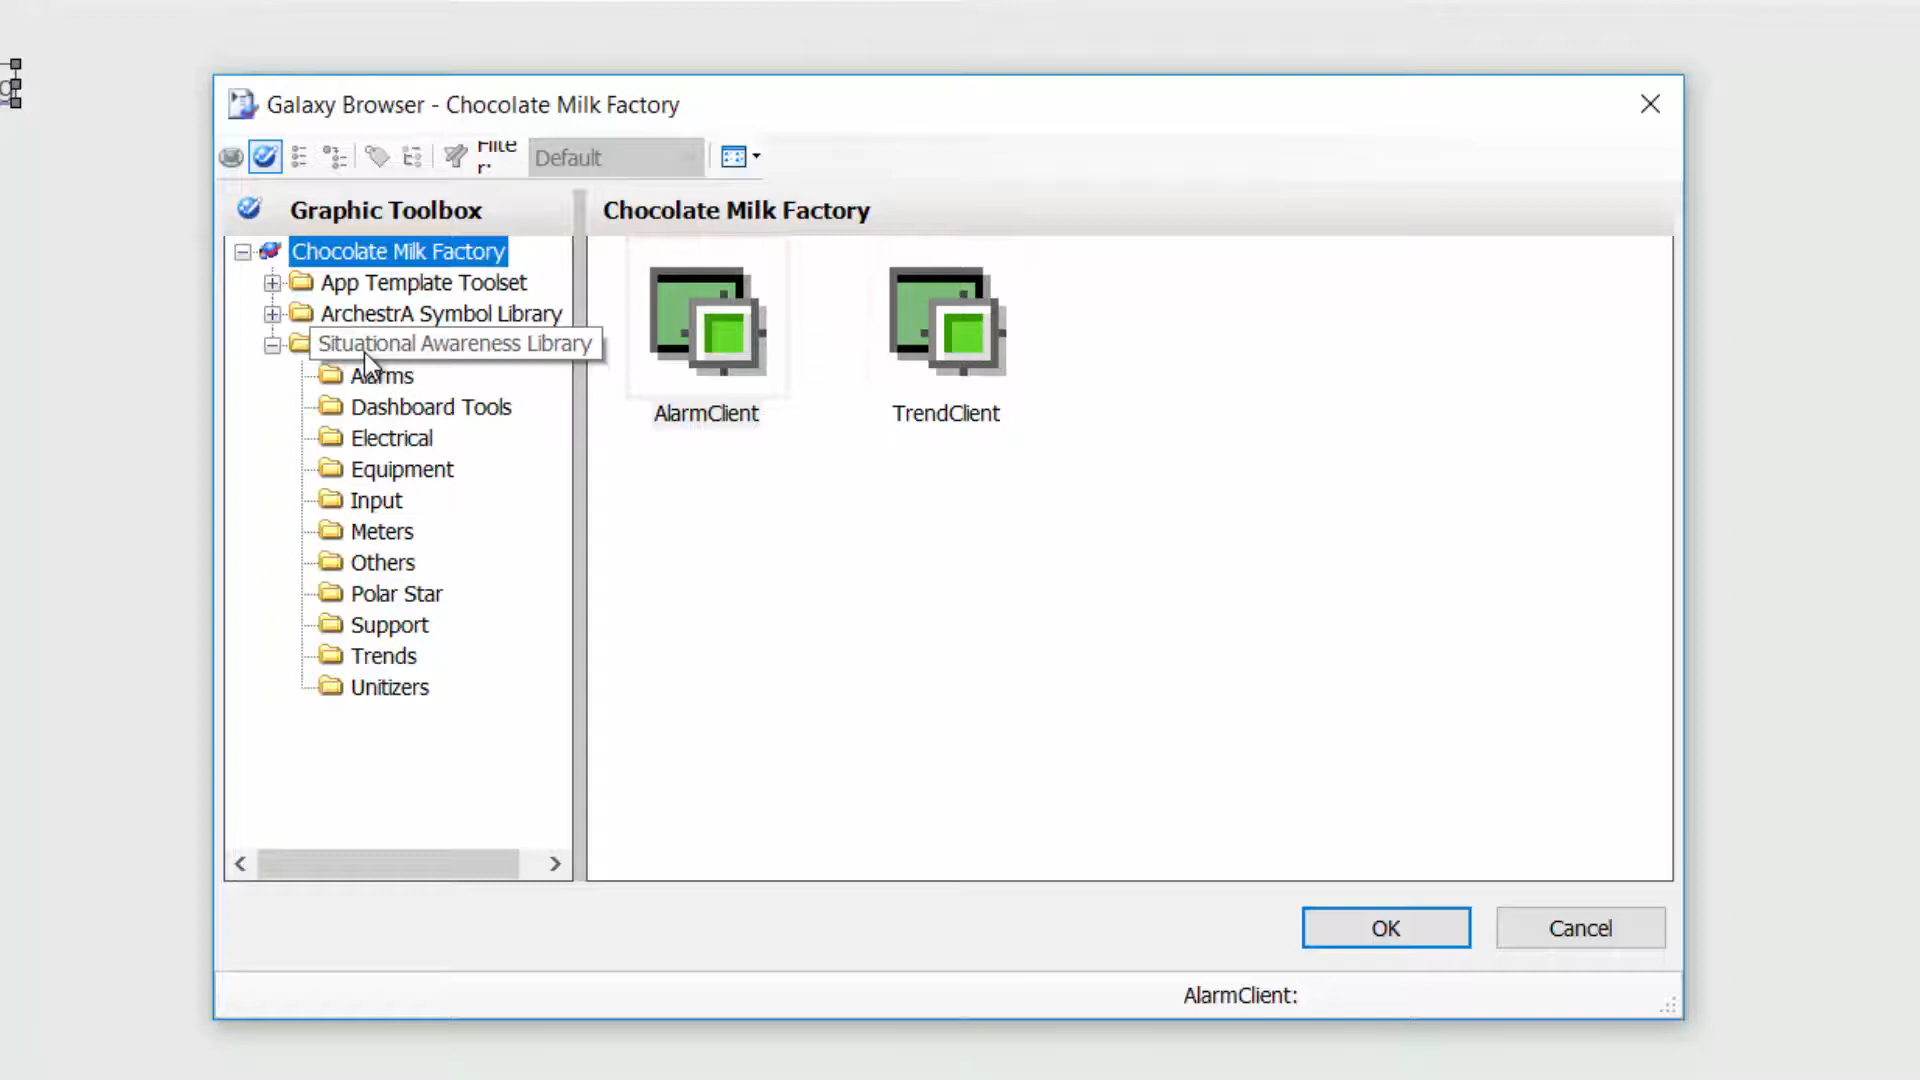 g
Galaxy Browser - Chocolate Milk Factory
Filte
r:
Default
Graphic Toolbox
Chocolate Milk Factory
Chocolate Milk Factory
App Template Toolset
ArchestrA Symbol Library
Situational Awareness Library
Alarms
Dashboard Tools
Electrical
Equipment
Input
Meters
Others
Polar Star
Support
Trends
Unitizers
AlarmClient
TrendClient
OK
Cancel
AlarmClient: